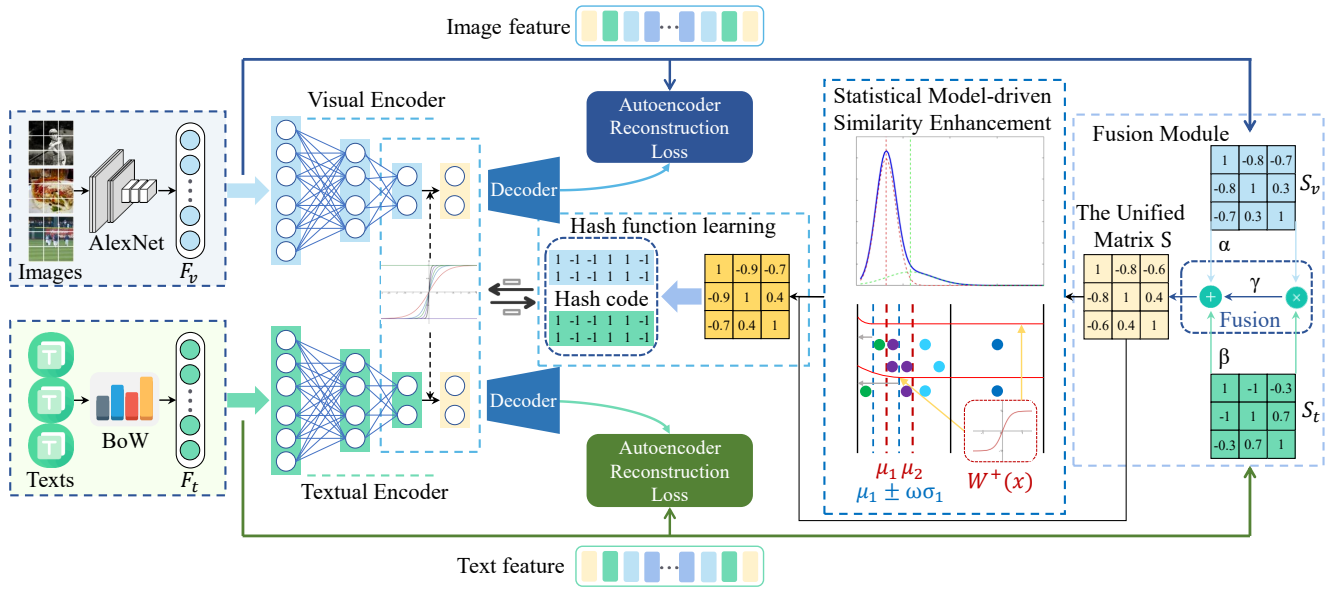 Image feature
Visual Encoder
Autoencoder
Reconstruction
Loss
Statistical Model-driven
Similarity Enhancement
Fusion Module
1 -0.8 -0.7
-0.8 1 0.3
-0.7 0.3 1
S_v
AlexNet
Images
F_v
Decoder
Hash function learning
The Unified
Matrix S
α
γ
+
×
Fusion
β
1 -1 -1 1 1 -1
1 -1 -1 1 1 -1
Hash code
1 -1 -1 1 1 -1
1 -1 -1 1 1 -1
1 -0.9 -0.7
-0.9 1 0.4
-0.7 0.4 1
1 -0.8 -0.6
-0.8 1 0.4
-0.6 0.4 1
T
T
T
BoW
Texts
F_t
Decoder
Textual Encoder
Autoencoder
Reconstruction
Loss
μ₁ μ₂
μ₁ ± ωσ₁
W⁺(x)
1 -1 -0.3
-1 1 0.7
-0.3 0.7 1
S_t
Text feature